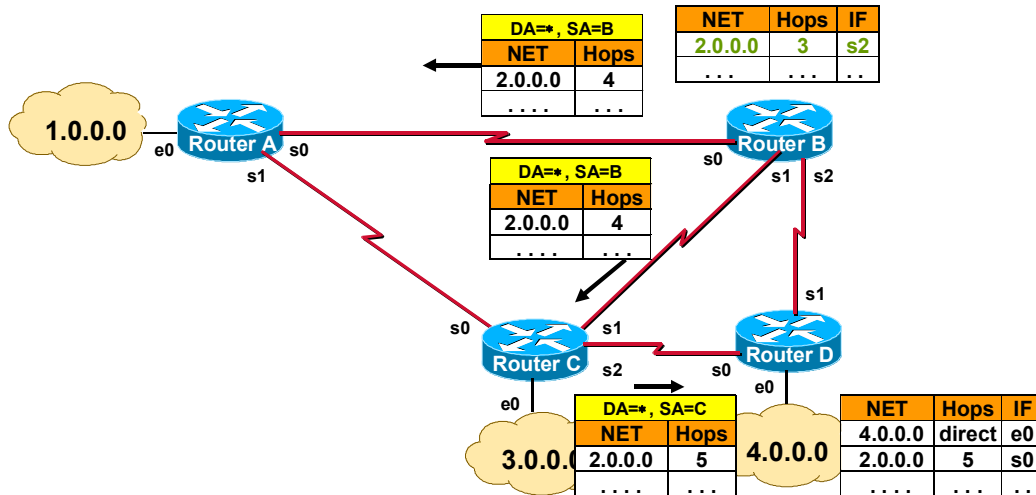 DA=*, SA=B
NET Hops
2.0.0.0 4
. . . . . . .
NET Hops IF
2.0.0.0 3 s2
. . . . . . . .
1.0.0.0
e0
Router A
s0
s1
Router B
s0
s1
s2
DA=*, SA=B
NET Hops
2.0.0.0 4
. . . . . . .
s0
Router C
s1
s2
e0
s1
s0
Router D
e0
3.0.0.0
DA=*, SA=C
NET Hops
2.0.0.0 5
. . . . . . .
4.0.0.0
NET Hops IF
4.0.0.0 direct e0
2.0.0.0 5 s0
. . . . . . . . .